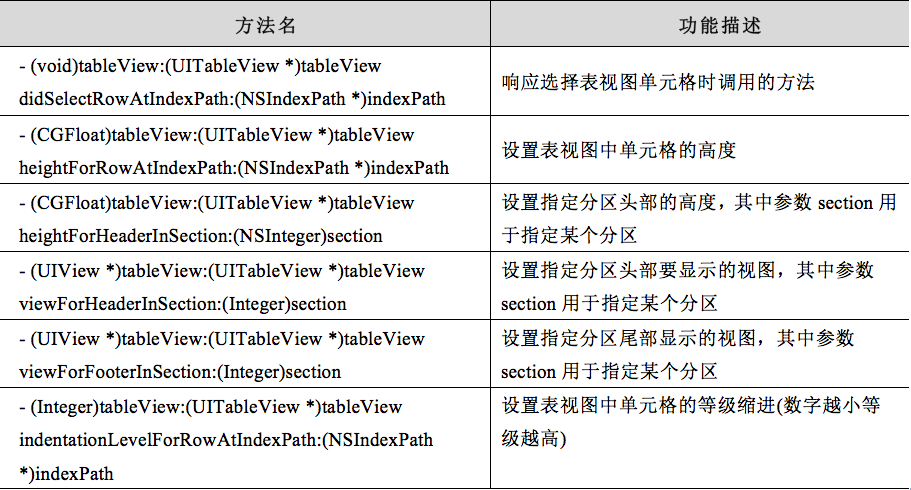 方法名
功能描述
- (void)tableView:(UITableView *)tableView
didSelectRowAtIndexPath:(NSIndexPath *)indexPath
响应选择表视图单元格时调用的方法
- (CGFloat)tableView:(UITableView *)tableView
heightForRowAtIndexPath:(NSIndexPath *)indexPath
设置表视图中单元格的高度
- (CGFloat)tableView:(UITableView *)tableView
heightForHeaderInSection:(NSInteger)section
设置指定分区头部的高度，其中参数 section 用
于指定某个分区
- (UIView *)tableView:(UITableView *)tableView
viewForHeaderInSection:(Integer)section
设置指定分区头部要显示的视图，其中参数
section 用于指定某个分区
- (UIView *)tableView:(UITableView *)tableView
viewForFooterInSection:(Integer)section
设置指定分区尾部显示的视图，其中参数
section 用于指定某个分区
- (Integer)tableView:(UITableView *)tableView
indentationLevelForRowAtIndexPath:(NSIndexPath
*)indexPath
设置表视图中单元格的等级缩进(数字越小等
级越高)